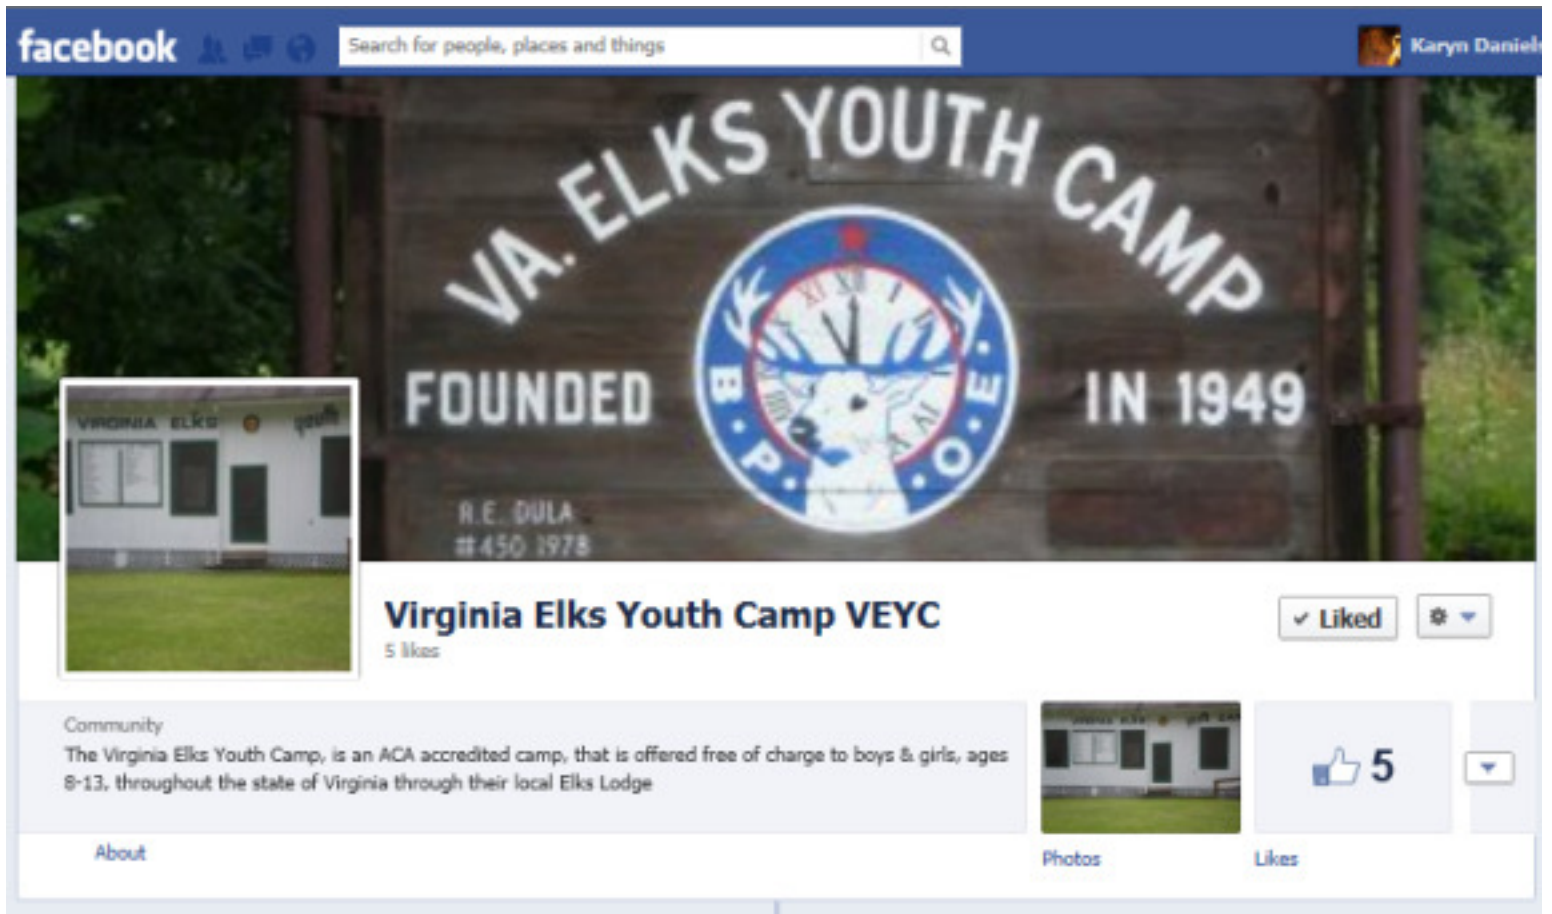 facebook
Search for people, places and things
Karyn Daniels
VA. ELKS YOUTH CAMP
FOUNDED
IN 1949
B · P · O · E ·
XI XII I
R.E. DULA
#450 1978
VIRGINIA ELKS
Virginia Elks Youth Camp VEYC
5 likes
Liked
Community
The Virginia Elks Youth Camp, is an ACA accredited camp, that is offered free of charge to boys & girls, ages
8-13, throughout the state of Virginia through their local Elks Lodge
5
About
Photos
Likes